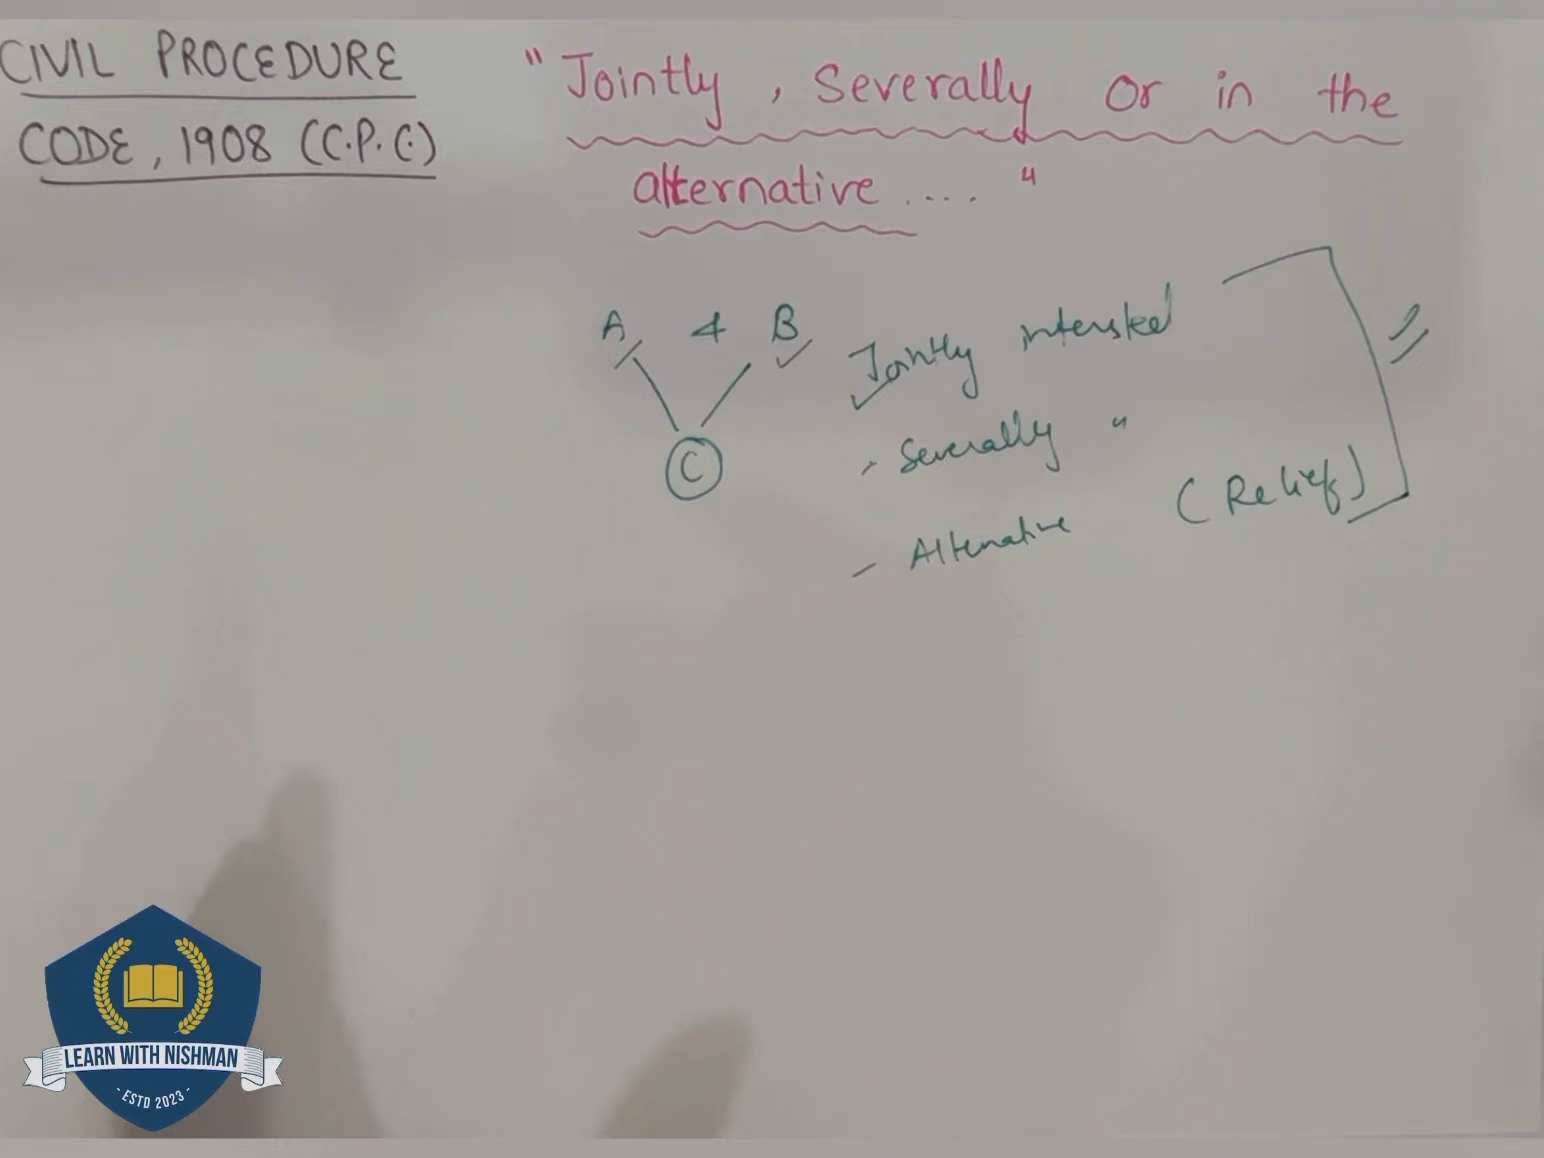 CIVIL PROCEDURE
CODE, 1908 (C.P.C)
"Jointly, Severally or in the
alternative .... "
A & B
C
Jointly intersted
- Severally "
- Alternative (Relief)
LEARN WITH NISHMAN
- ESTD 2023 -